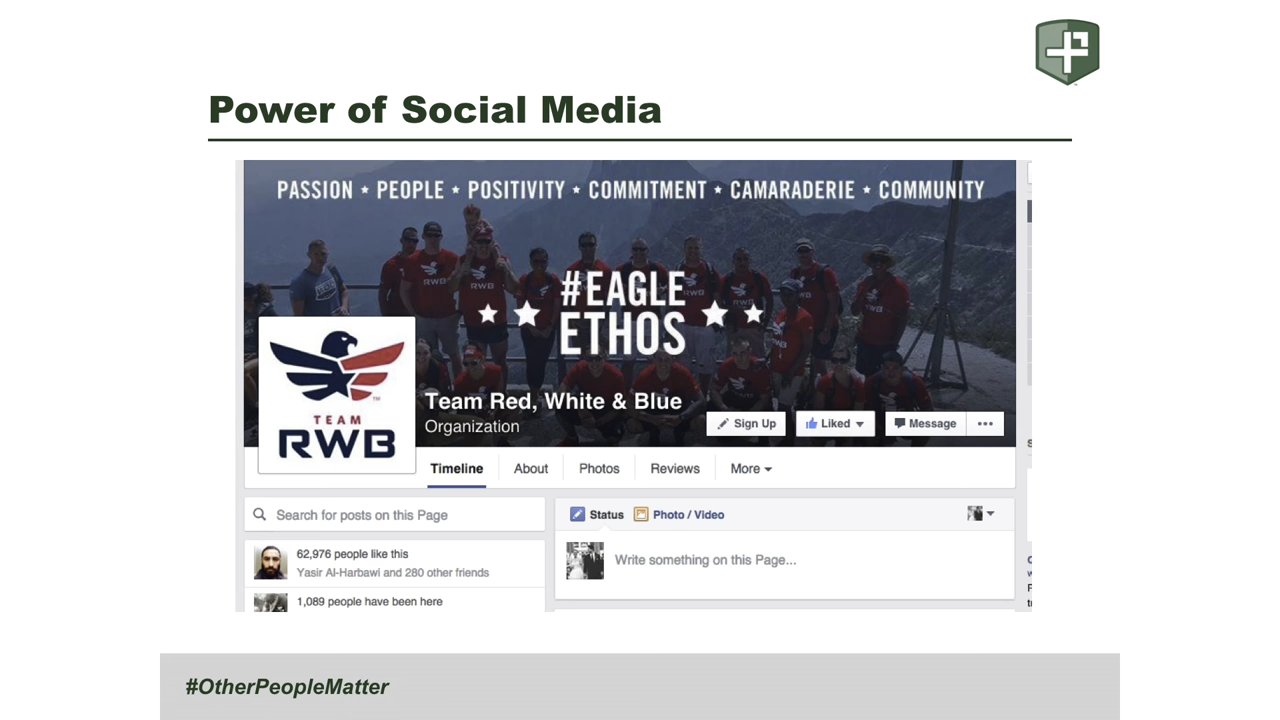 Power of Social Media
PASSION ★ PEOPLE ★ POSITIVITY ★ COMMITMENT ★ CAMARADERIE ★ COMMUNITY
#EAGLE
ETHOS
TEAM
RWB
Team Red, White & Blue
Organization
Sign Up
Liked
Message
Timeline
About
Photos
Reviews
More
Search for posts on this Page
Status
Photo / Video
62,976 people like this
Yasir Al-Harbawi and 280 other friends
Write something on this Page...
1,089 people have been here
#OtherPeopleMatter